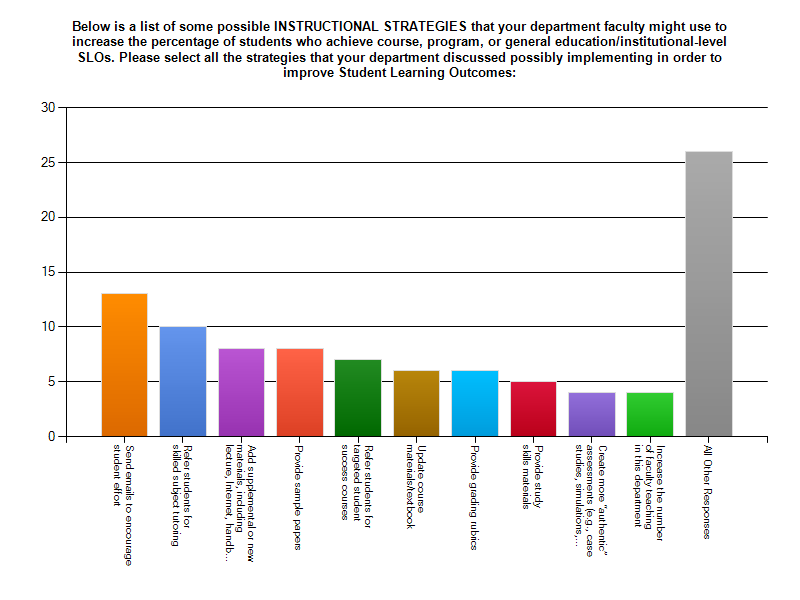 Below is a list of some possible INSTRUCTIONAL STRATEGIES that your department faculty might use to
increase the percentage of students who achieve course, program, or general education/institutional-level
SLOs. Please select all the strategies that your department discussed possibly implementing in order to
improve Student Learning Outcomes:
30
25
20
15
10
5
0
Send emails to encourage
student effort
Refer students for
skilled subject tutoring
Add supplemental or new
materials, including
lecture, Internet, handb...
Provide sample papers
Refer students for
targeted student
success courses
Update course
materials/textbook
Provide grading rubrics
Provide study
skills materials
Create more "authentic"
assessments (e.g., case
studies, simulations,...
Increase the number
of faculty teaching
in this department
All Other Responses